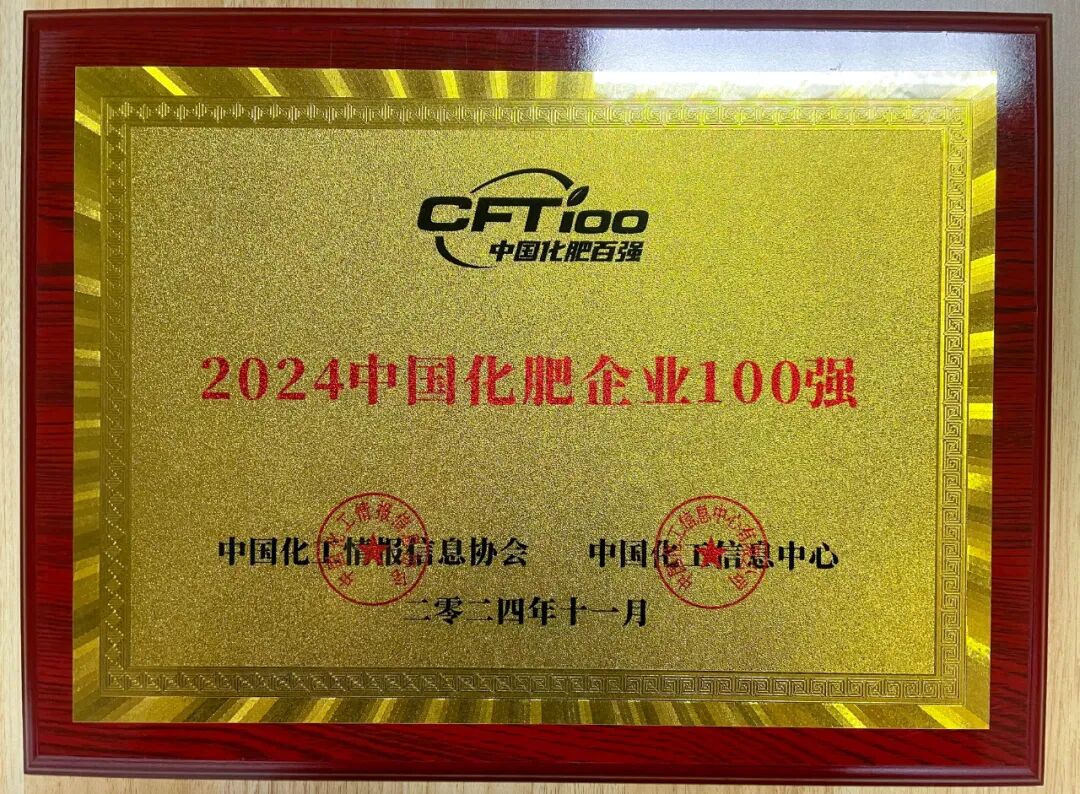 CFT100
中国化肥百强
2024中国化肥企业100强
中国化工情报信息协会 中国化工信息中心
二零二四年十一月